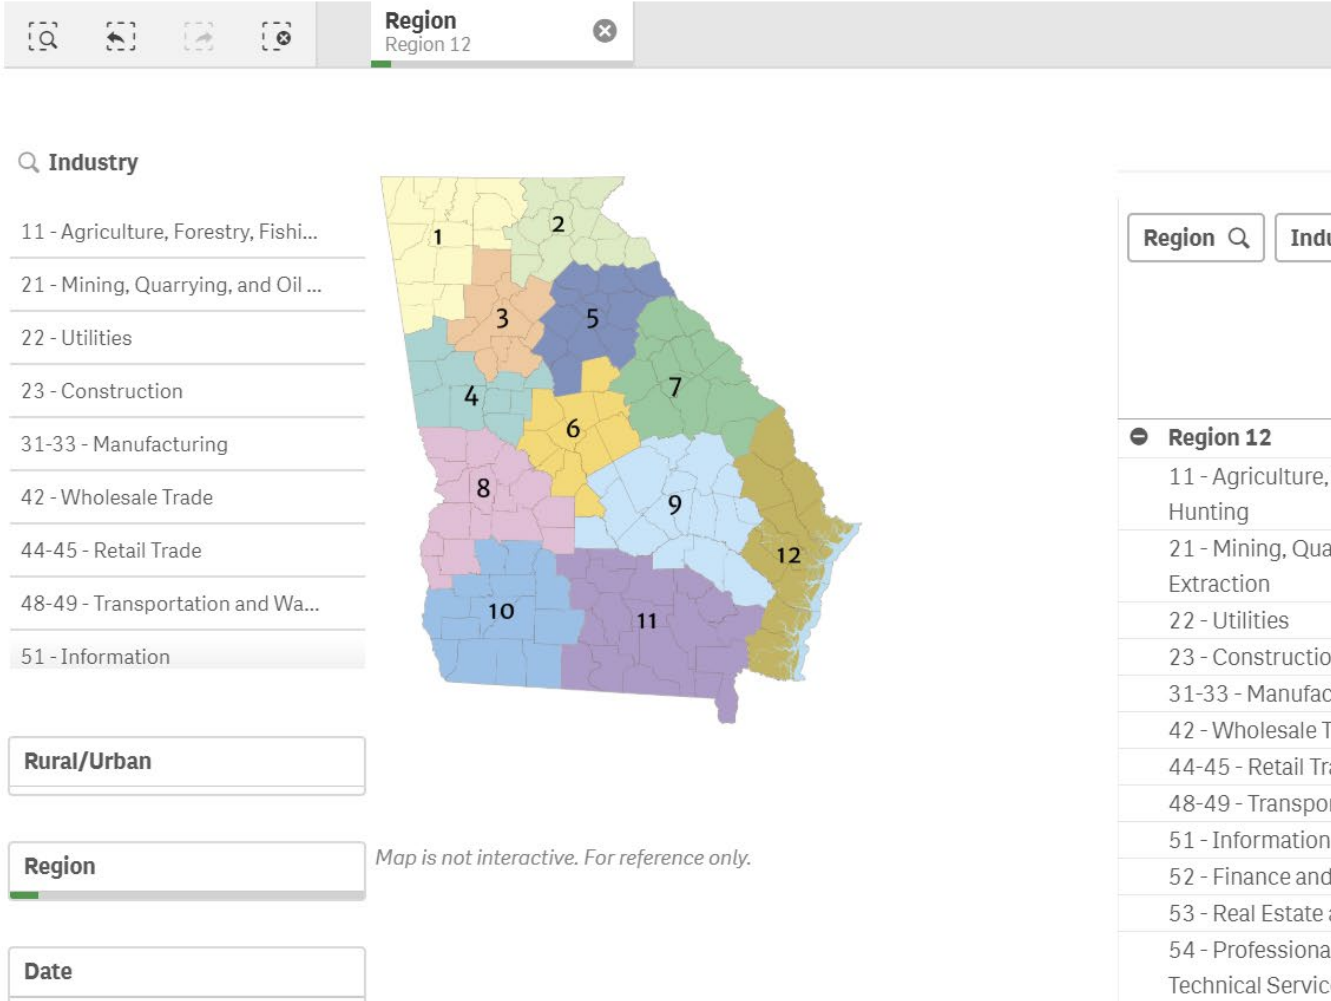 Region
Region 12
Industry
11 - Agriculture, Forestry, Fishi...
21 - Mining, Quarrying, and Oil ...
22 - Utilities
23 - Construction
31-33 - Manufacturing
42 - Wholesale Trade
44-45 - Retail Trade
48-49 - Transportation and Wa...
51 - Information
Rural/Urban
Region
Date
1
2
3
4
5
6
7
8
9
10
11
12
Map is not interactive. For reference only.
Region
Indu
Region 12
11 - Agriculture,
Hunting
21 - Mining, Qua
Extraction
22 - Utilities
23 - Constructio
31-33 - Manufac
42 - Wholesale T
44-45 - Retail Tra
48-49 - Transpor
51 - Information
52 - Finance and
53 - Real Estate a
54 - Professiona
Technical Servic